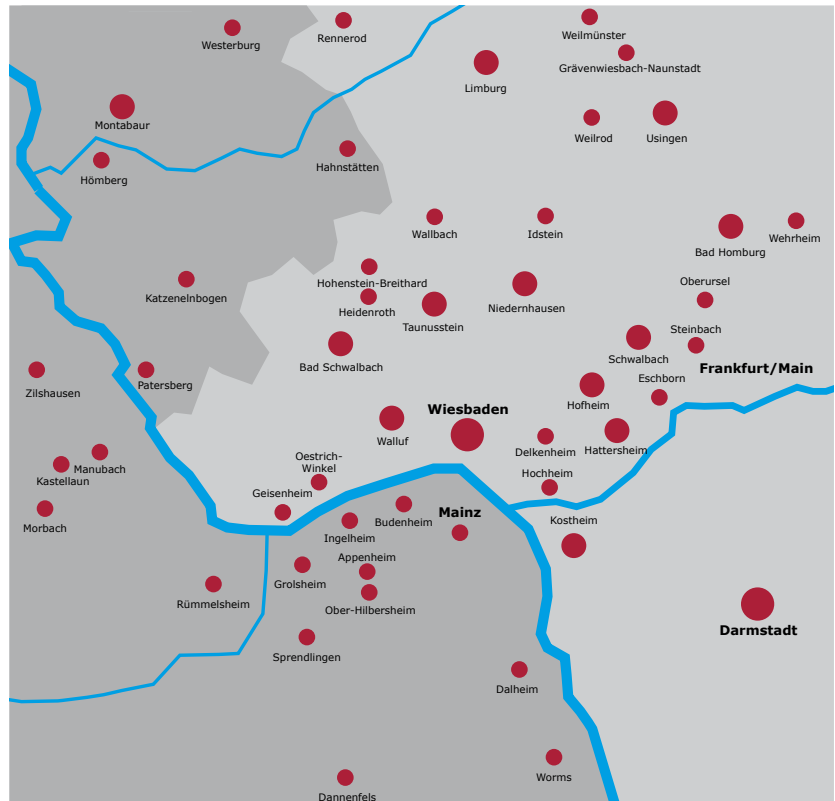 Rennerod
Weilmünster
Westerburg
Grävenwiesbach-Naunstadt
Limburg
Montabaur
Weilrod
Usingen
Hahnstätten
Hömberg
Wallbach
Idstein
Wehrheim
Bad Homburg
Hohenstein-Breithard
Oberursel
Katzenelnbogen
Heidenroth
Taunusstein
Niedernhausen
Steinbach
Schwalbach
Bad Schwalbach
Frankfurt/Main
Eschborn
Zilshausen
Patersberg
Hofheim
Wiesbaden
Walluf
Delkenheim
Hattersheim
Oestrich-
Winkel
Manubach
Hochheim
Kastellaun
Geisenheim
Mainz
Kostheim
Budenheim
Morbach
Ingelheim
Appenheim
Grolsheim
Rümmelsheim
Ober-Hilbersheim
Darmstadt
Sprendlingen
Dalheim
Worms
Dannenfels